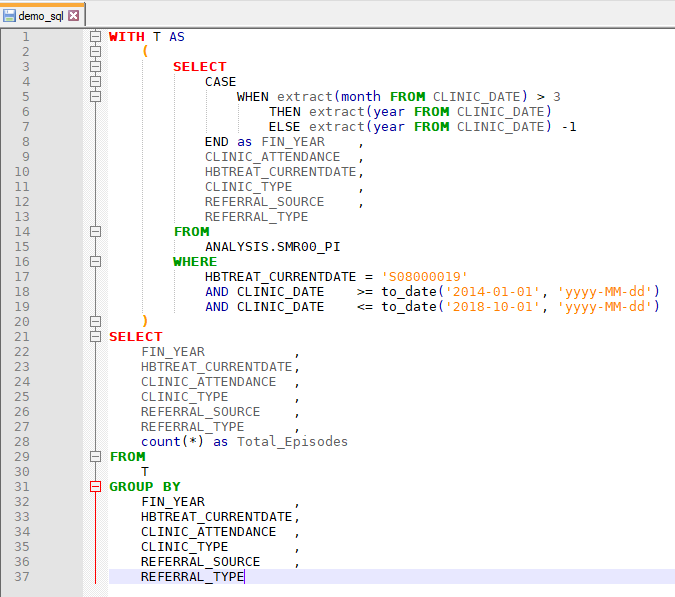 demo_sql
1 WITH T AS
2 (
3 SELECT
4 CASE
5 WHEN extract(month FROM CLINIC_DATE) > 3
6 THEN extract(year FROM CLINIC_DATE)
7 ELSE extract(year FROM CLINIC_DATE) -1
8 END as FIN_YEAR ,
9 CLINIC_ATTENDANCE ,
10 HBTREAT_CURRENTDATE,
11 CLINIC_TYPE ,
12 REFERRAL_SOURCE ,
13 REFERRAL_TYPE
14 FROM
15 ANALYSIS.SMR00_PI
16 WHERE
17 HBTREAT_CURRENTDATE = 'S08000019'
18 AND CLINIC_DATE >= to_date('2014-01-01', 'yyyy-MM-dd')
19 AND CLINIC_DATE <= to_date('2018-10-01', 'yyyy-MM-dd')
20 )
21 SELECT
22 FIN_YEAR ,
23 HBTREAT_CURRENTDATE,
24 CLINIC_ATTENDANCE ,
25 CLINIC_TYPE ,
26 REFERRAL_SOURCE ,
27 REFERRAL_TYPE ,
28 count(*) as Total_Episodes
29 FROM
30 T
31 GROUP BY
32 FIN_YEAR ,
33 HBTREAT_CURRENTDATE,
34 CLINIC_ATTENDANCE ,
35 CLINIC_TYPE ,
36 REFERRAL_SOURCE ,
37 REFERRAL_TYPE